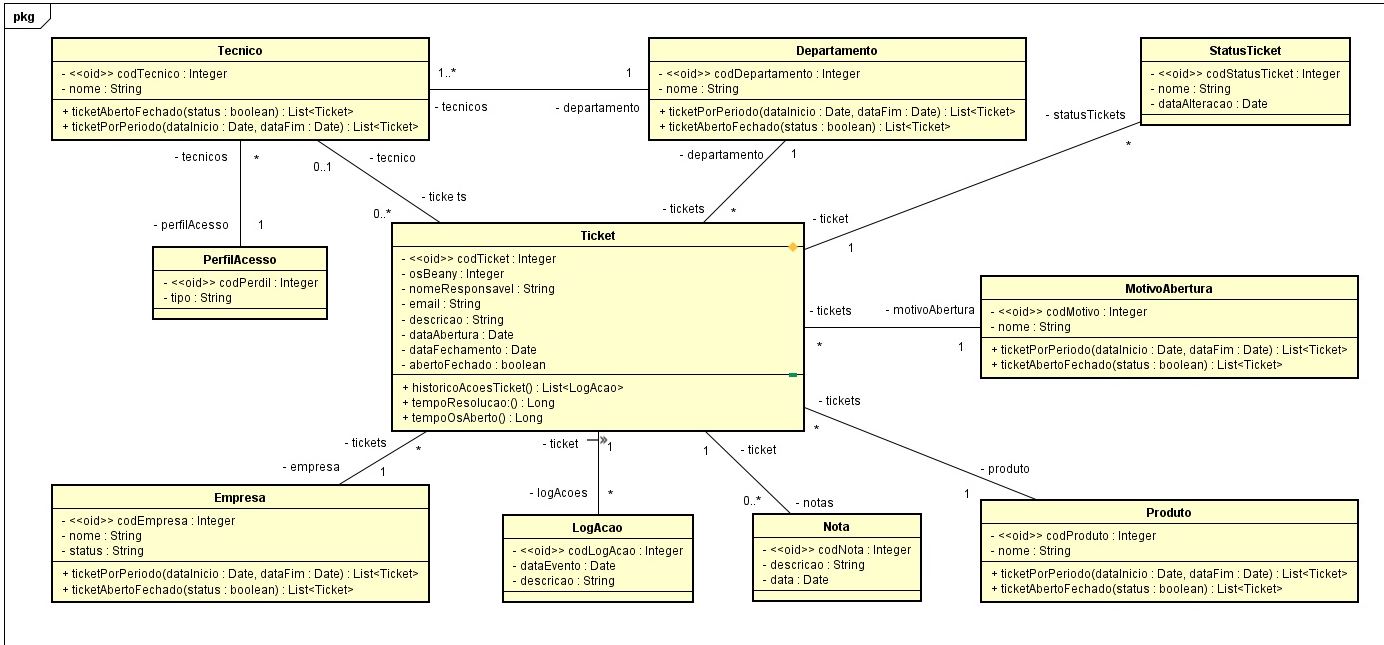 pkg
Tecnico
- <<oid>> codTecnico : Integer
- nome : String
+ ticketAbertoFechado(status : boolean) : List<Ticket>
+ ticketPorPeriodo(dataInicio : Date, dataFim : Date) : List<Ticket>
1..*
1
- tecnicos
- departamento
Departamento
- <<oid>> codDepartamento : Integer
- nome : String
+ ticketPorPeriodo(dataInicio : Date, dataFim : Date) : List<Ticket>
+ ticketAbertoFechado(status : boolean) : List<Ticket>
StatusTicket
- <<oid>> codStatusTicket : Integer
- nome : String
- dataAlteracao : Date
- statusTickets
*
- tecnicos
*
- tecnico
0..1
- departamento
1
- perfilAcesso
1
- ticke ts
0..*
- tickets
*
- ticket
1
PerfilAcesso
- <<oid>> codPerdil : Integer
- tipo : String
Ticket
- <<oid>> codTicket : Integer
- osBeany : Integer
- nomeResponsavel : String
- email : String
- descricao : String
- dataAbertura : Date
- dataFechamento : Date
- abertoFechado : boolean
+ historicoAcoesTicket() : List<LogAcao>
+ tempoResolucao:() : Long
+ tempoOsAberto() : Long
- tickets
- motivoAbertura
*
1
MotivoAbertura
- <<oid>> codMotivo : Integer
- nome : String
+ ticketPorPeriodo(dataInicio : Date, dataFim : Date) : List<Ticket>
+ ticketAbertoFechado(status : boolean) : List<Ticket>
- tickets
*
- tickets
*
- empresa
1
- ticket
1
- logAcoes
*
1
- ticket
0..*
- notas
- produto
1
Empresa
- <<oid>> codEmpresa : Integer
- nome : String
- status : String
+ ticketPorPeriodo(dataInicio : Date, dataFim : Date) : List<Ticket>
+ ticketAbertoFechado(status : boolean) : List<Ticket>
LogAcao
- <<oid>> codLogAcao : Integer
- dataEvento : Date
- descricao : String
Nota
- <<oid>> codNota : Integer
- descricao : String
- data : Date
Produto
- <<oid>> codProduto : Integer
- nome : String
+ ticketPorPeriodo(dataInicio : Date, dataFim : Date) : List<Ticket>
+ ticketAbertoFechado(status : boolean) : List<Ticket>